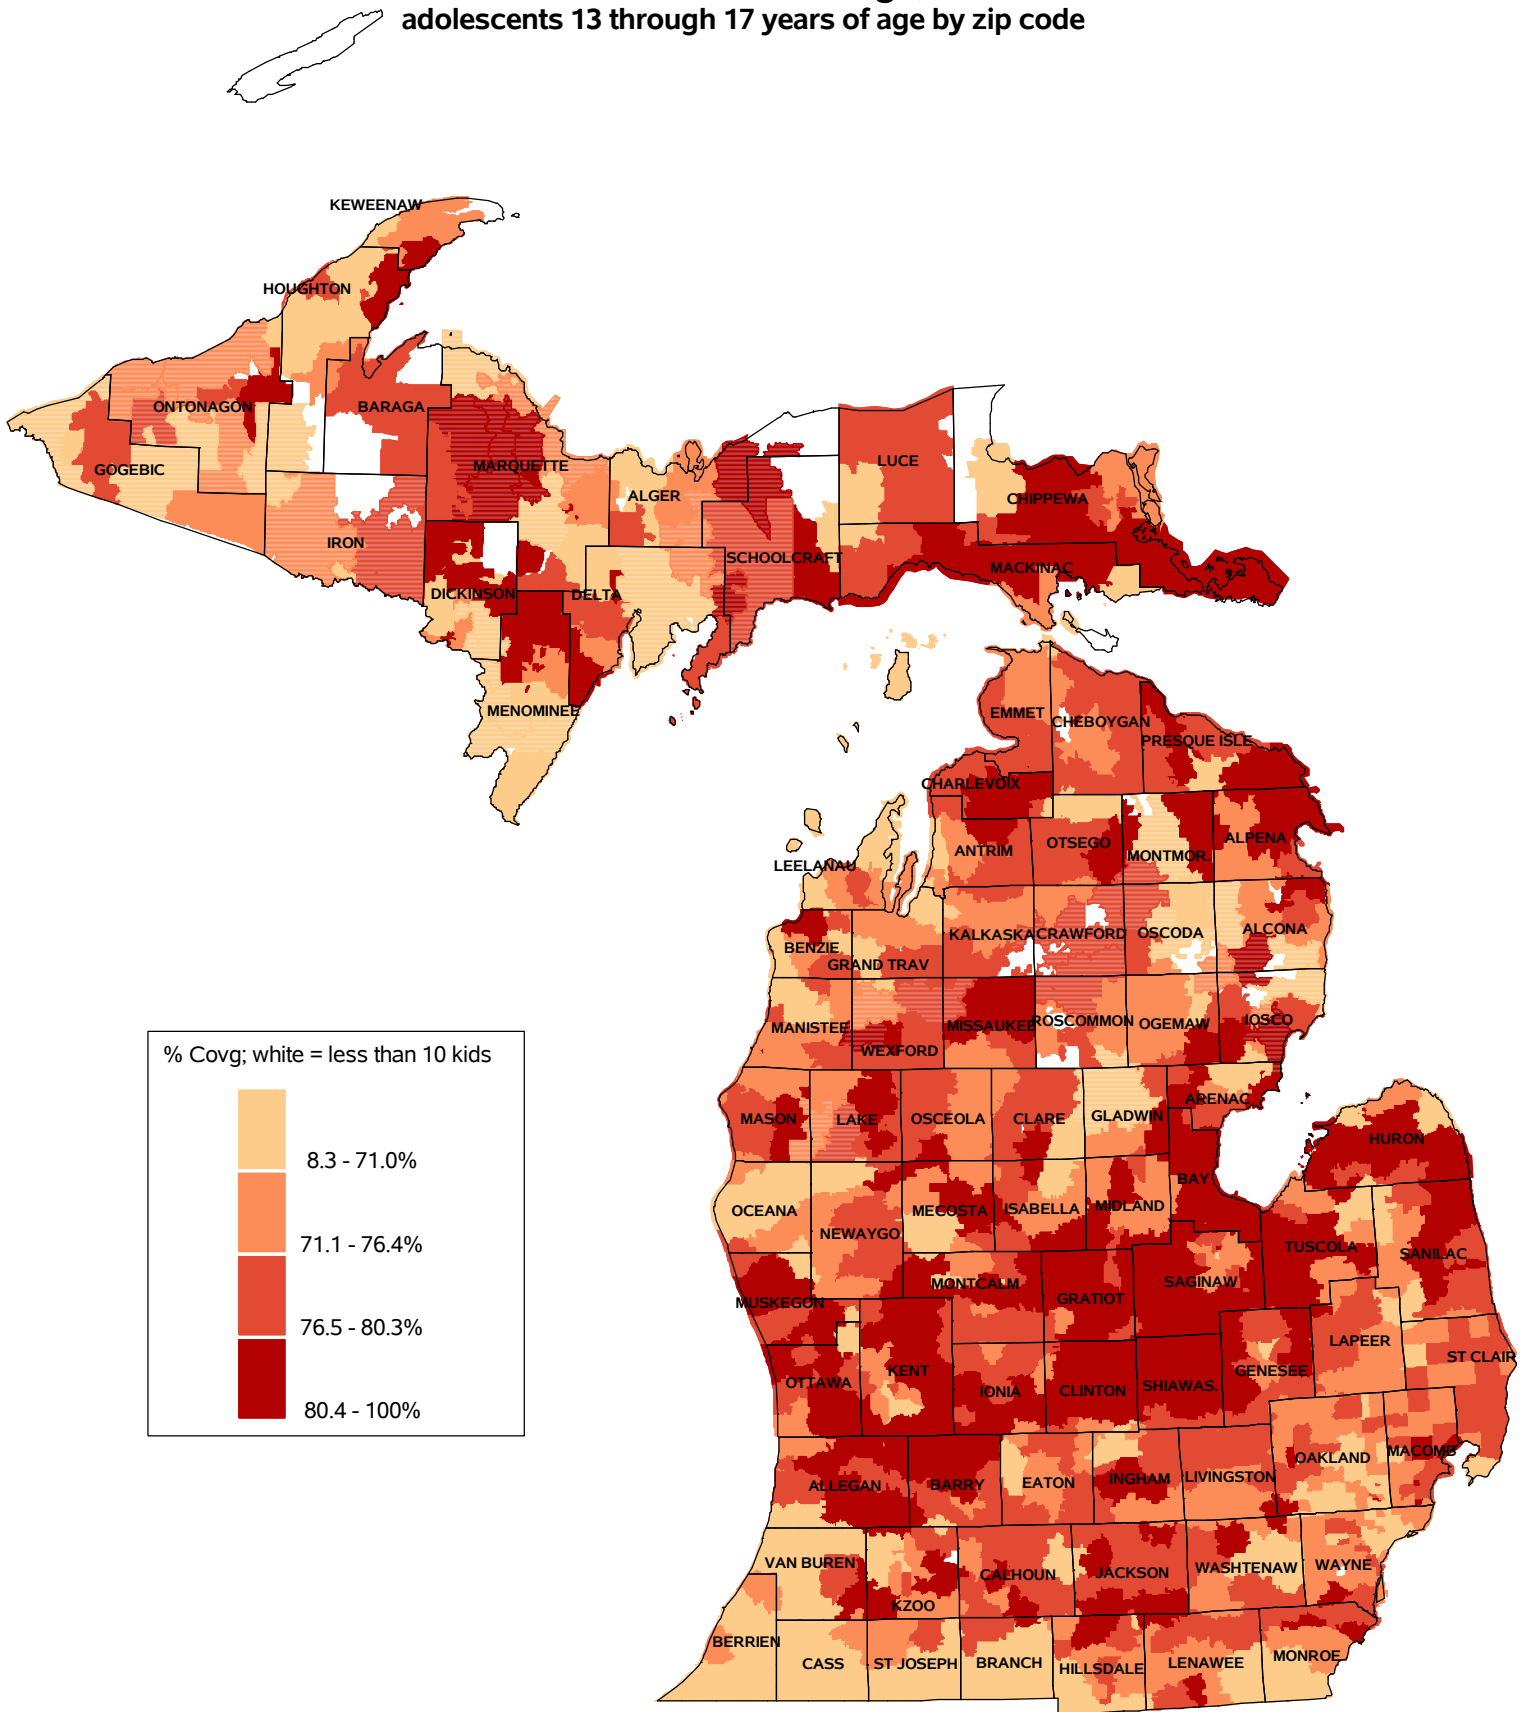 adolescents 13 through 17 years of age by zip code
KEWEENAW
HOUGHTON
ONTONAGON
BARAGA
GOGEBIC
MARQUETTE
LUCE
ALGER
CHIPPEWA
IRON
SCHOOLCRAFT
MACKINAC
DICKINSON
DELTA
MENOMINEE
EMMET
CHEBOYGAN
PRESQUE ISLE
CHARLEVOIX
LEELANAU
ANTRIM
OTSEGO
MONTMOR.
ALPENA
BENZIE
GRAND TRAV
KALKASKA
CRAWFORD
OSCODA
ALCONA
MANISTEE
WEXFORD
MISSAUKEE
ROSCOMMON
OGEMAW
IOSCO
% Covg; white = less than 10 kids
8.3 - 71.0%
71.1 - 76.4%
76.5 - 80.3%
80.4 - 100%
MASON
LAKE
OSCEOLA
CLARE
GLADWIN
ARENAC
HURON
OCEANA
NEWAYGO
MECOSTA
ISABELLA
MIDLAND
BAY
TUSCOLA
SANILAC
MUSKEGON
MONTCALM
GRATIOT
SAGINAW
OTTAWA
KENT
IONIA
CLINTON
SHIAWAS.
GENESEE
LAPEER
ST CLAIR
ALLEGAN
BARRY
EATON
INGHAM
LIVINGSTON
OAKLAND
MACOMB
VAN BUREN
KZOO
CALHOUN
JACKSON
WASHTENAW
WAYNE
BERRIEN
CASS
ST JOSEPH
BRANCH
HILLSDALE
LENAWEE
MONROE